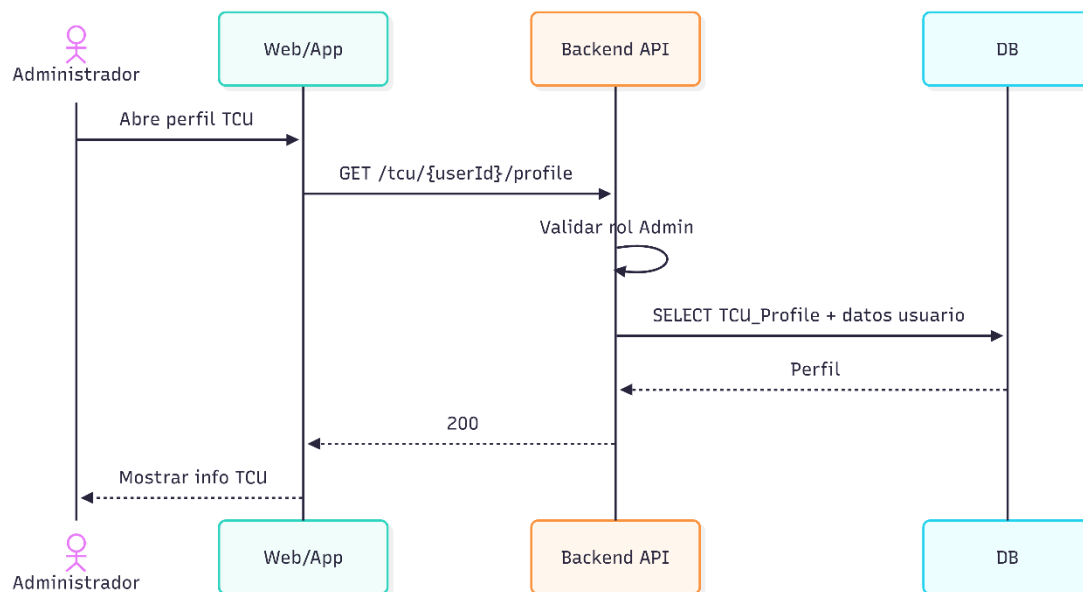 Administrador
Web/App
Backend API
DB
Abre perfil TCU
GET /tcu/{userId}/profile
Validar rol Admin
SELECT TCU_Profile + datos usuario
Perfil
200
Mostrar info TCU
Administrador
Web/App
Backend API
DB